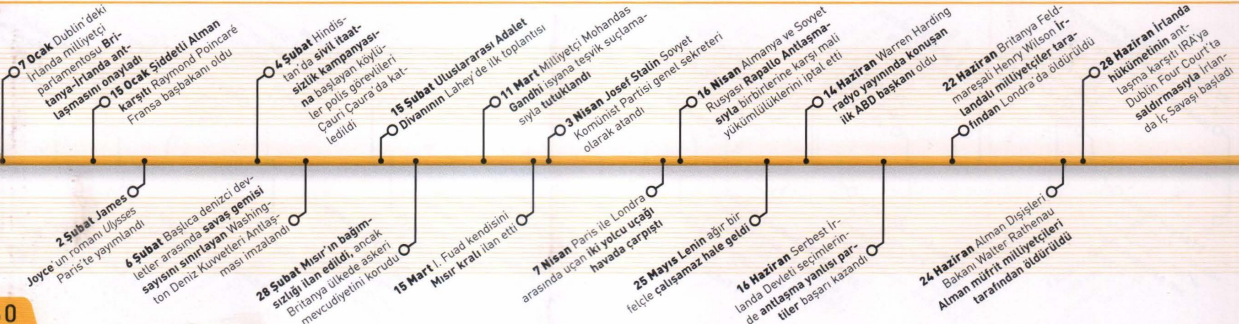 7 Ocak Dublin'deki
İrlanda milliyetçi
parlamentosu Bri-
tanya-İrlanda ant-
laşmasını onayladı
15 Ocak Şiddetli Alman
karşıtı Raymond Poincaré
Fransa başbakanı oldu
2 Şubat James
Joyce'un romanı Ulysses
Paris'te yayımlandı
4 Şubat Hindis-
tan'da sivil itaat-
sizlik kampanyası-
na başlayan köylü-
ler polis görevlileri
Çauri Çaura'da kat-
ledildi
6 Şubat Başlıca denizci dev-
letler arasında savaş gemisi
sayısını sınırlayan Washing-
ton Deniz Kuvvetleri Antlaş-
ması imzalandı
15 Şubat Uluslararası Adalet
Divanının Lahey'de ilk toplantısı
28 Şubat Mısır'ın bağım-
sızlığı ilan edildi, ancak
Britanya ülkede askeri
mevcudiyetini korudu
11 Mart Milliyetçi Mohandas
Gandhi isyana teşvik suçlama-
sıyla tutuklandı
15 Mart I. Fuad kendisini
Mısır kralı ilan etti
3 Nisan Josef Stalin Sovyet
Komünist Partisi genel sekreteri
olarak atandı
7 Nisan Paris ile Londra
arasında uçan iki yolcu uçağı
havada çarpıştı
16 Nisan Almanya ve Sovyet
Rusyası Rapallo Antlaşma-
sıyla birbirlerine karşı mali
yükümlülüklerini iptal etti
25 Mayıs Lenin ağır bir
felçle çalışamaz hale geldi
14 Haziran Warren Harding
radyo yayınında konuşan
ilk ABD başkanı oldu
16 Haziran Serbest İr-
landa Devleti seçimlerin-
de antlaşma yanlısı par-
tiler başarı kazandı
22 Haziran Britanya Feld-
mareşali Henry Wilson İr-
landalı milliyetçiler tara-
fından Londra'da öldürüldü
24 Haziran Alman Dışişleri
Bakanı Walter Rathenau
Alman müfrit milliyetçileri
tarafından öldürüldü
28 Haziran İrlanda
hükümetinin ant-
laşma karşıtı IRA'ya
Dublin Four Court'ta
saldırmasıyla İrlan-
da İç Savaşı başladı